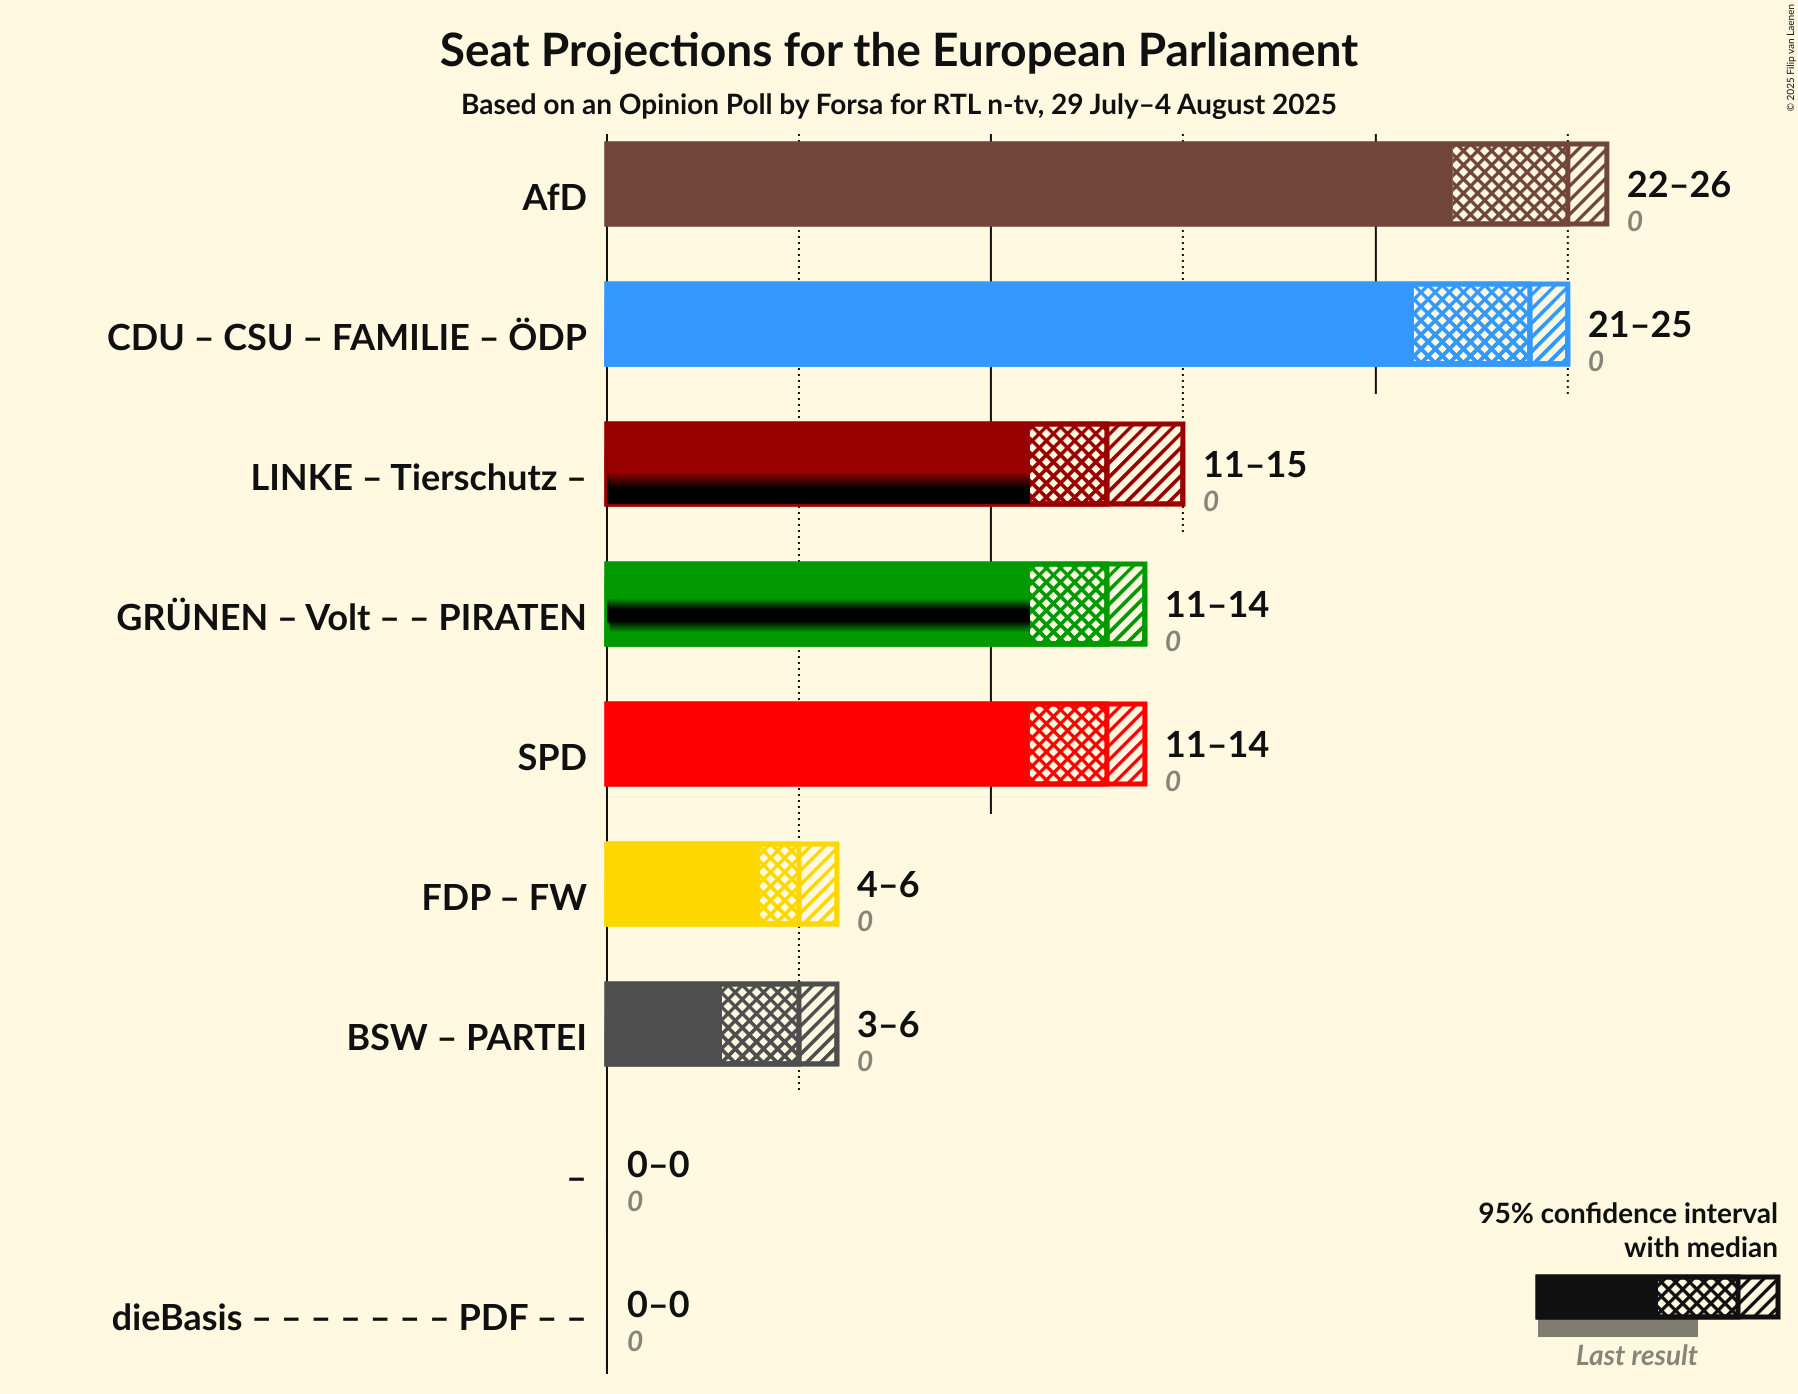 Seat Projections for the European Parliament
Based on an Opinion Poll by Forsa for RTL n-tv, 29 July–4 August 2025
© 2025 Filip van Laenen
AfD
22–26
0
CDU – CSU – FAMILIE – ÖDP
21–25
0
LINKE – Tierschutz –
11–15
0
GRÜNEN – Volt – – PIRATEN
11–14
0
SPD
11–14
0
FDP – FW
4–6
0
BSW – PARTEI
3–6
0
–
0–0
0
dieBasis – – – – – – – PDF – –
0–0
0
95% confidence interval
with median
Last result